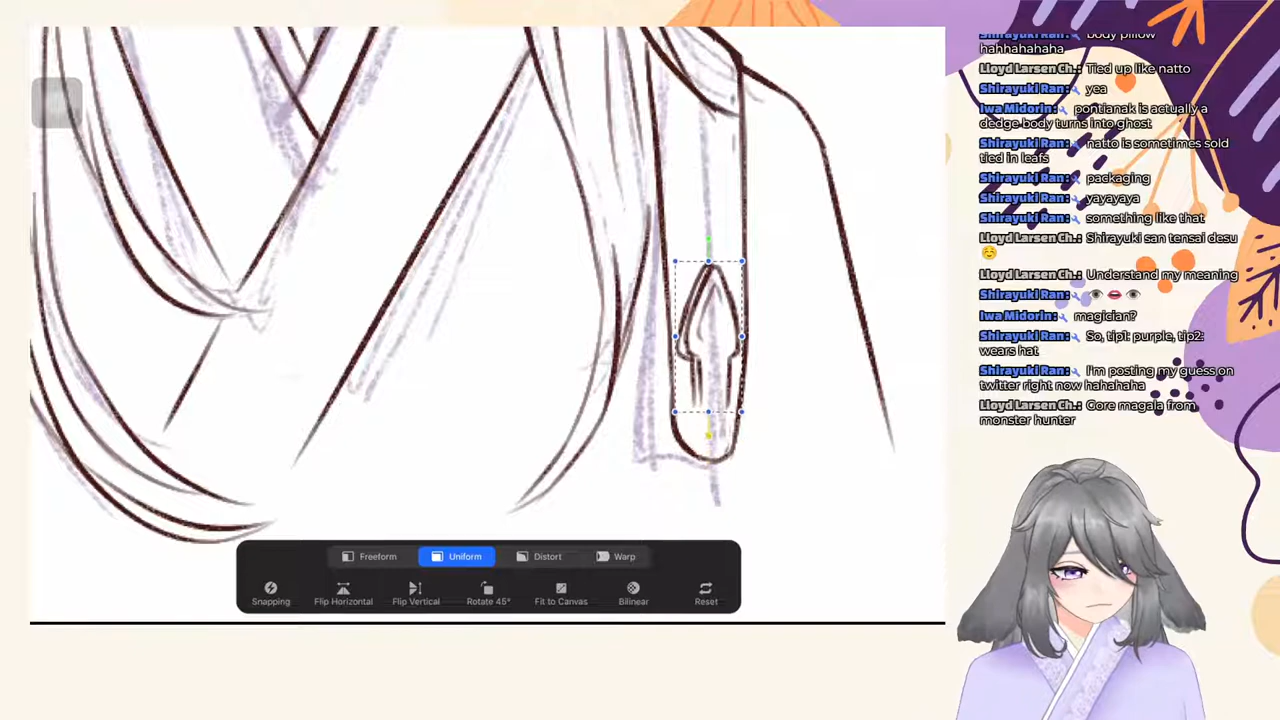 Shirayuki Ran: body pillow
hahhahahaha
Lloyd Larsen Ch.: Tied up like natto
Shirayuki Ran: yea
Iwa Midorin: pontianak is actually a
dedge body turns into ghost
Shirayuki Ran: natto is sometimes sold
tied in leafs
Shirayuki Ran: packaging
Shirayuki Ran: yayayaya
Shirayuki Ran: something like that
Lloyd Larsen Ch.: Shirayuki san tensai desu
☺️
Lloyd Larsen Ch.: Understand my meaning
Shirayuki Ran: 👁️👄👁️
Iwa Midorin: magician?
Shirayuki Ran: So, tip1: purple, tip2:
wears hat
Shirayuki Ran: I'm posting my guess on
twitter right now hahahaha
Lloyd Larsen Ch.: Gore magala from
monster hunter
Freeform Uniform Distort Warp
Snapping Flip Horizontal Flip Vertical Rotate 45° Fit to Canvas Bilinear Reset